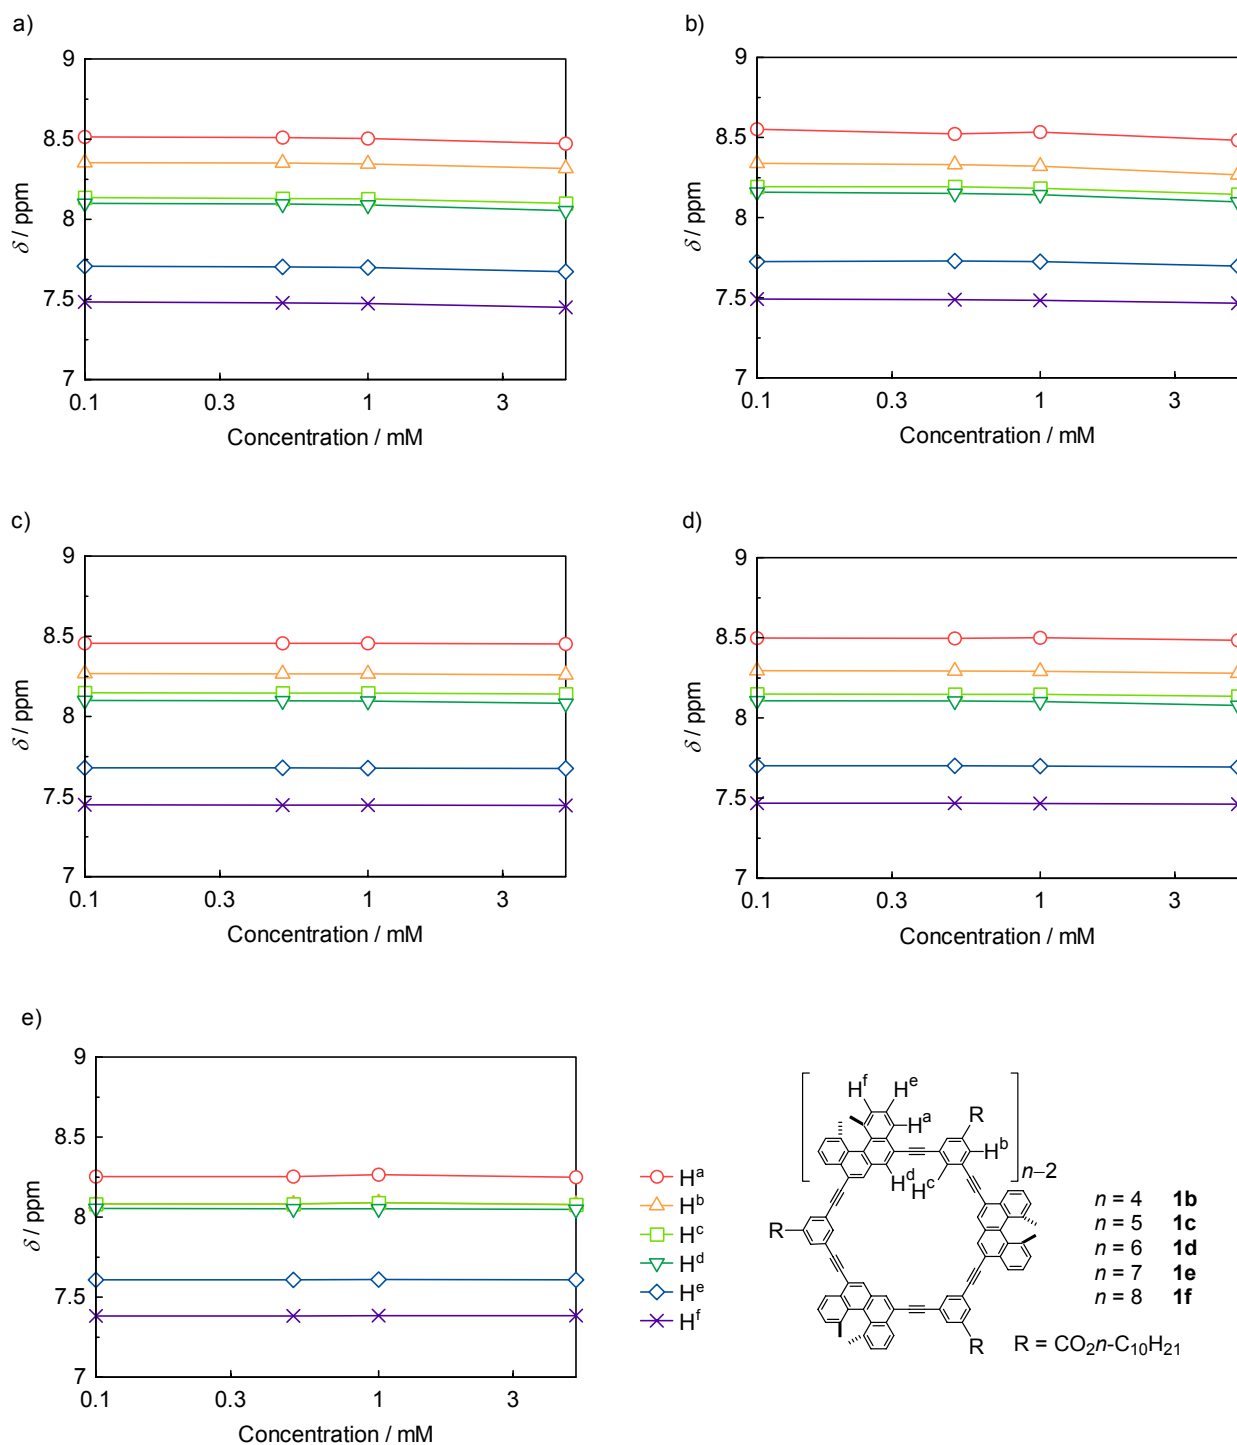 a)
9
8.5
8
7.5
7
δ / ppm
0.1 0.3 1 3
Concentration / mM
b)
9
8.5
8
7.5
7
δ / ppm
0.1 0.3 1 3
Concentration / mM
c)
9
8.5
8
7.5
7
δ / ppm
0.1 0.3 1 3
Concentration / mM
d)
9
8.5
8
7.5
7
δ / ppm
0.1 0.3 1 3
Concentration / mM
e)
9
8.5
8
7.5
7
δ / ppm
0.1 0.3 1 3
Concentration / mM
Hᵃ
Hᵇ
Hᶜ
Hᵈ
Hᵉ
Hᶠ
Hᶠ Hᵉ
R
Hᵃ
Hᵇ
Hᵈ
Hᶜ
n–2
R
R
n = 4 1b
n = 5 1c
n = 6 1d
n = 7 1e
n = 8 1f
R = CO₂n-C₁₀H₂₁